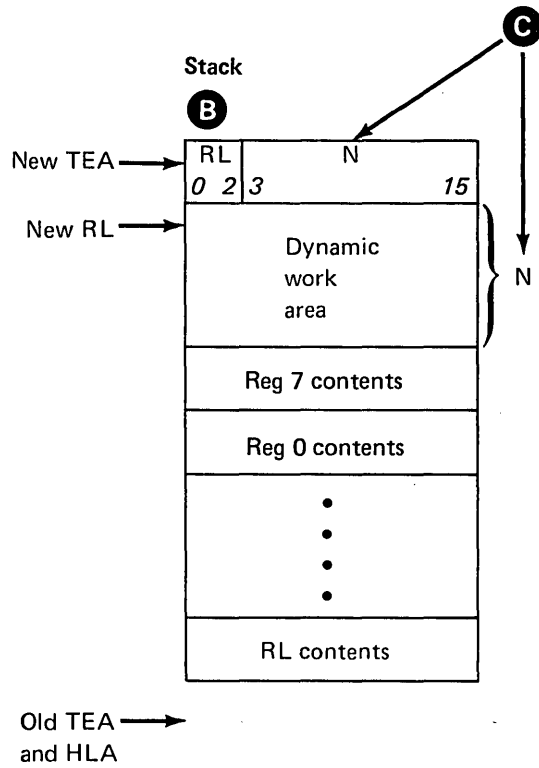 C
Stack
B
New TEA
RL
N
0 2 3 15
New RL
Dynamic
work
area
N
Reg 7 contents
Reg 0 contents
RL contents
Old TEA
and HLA